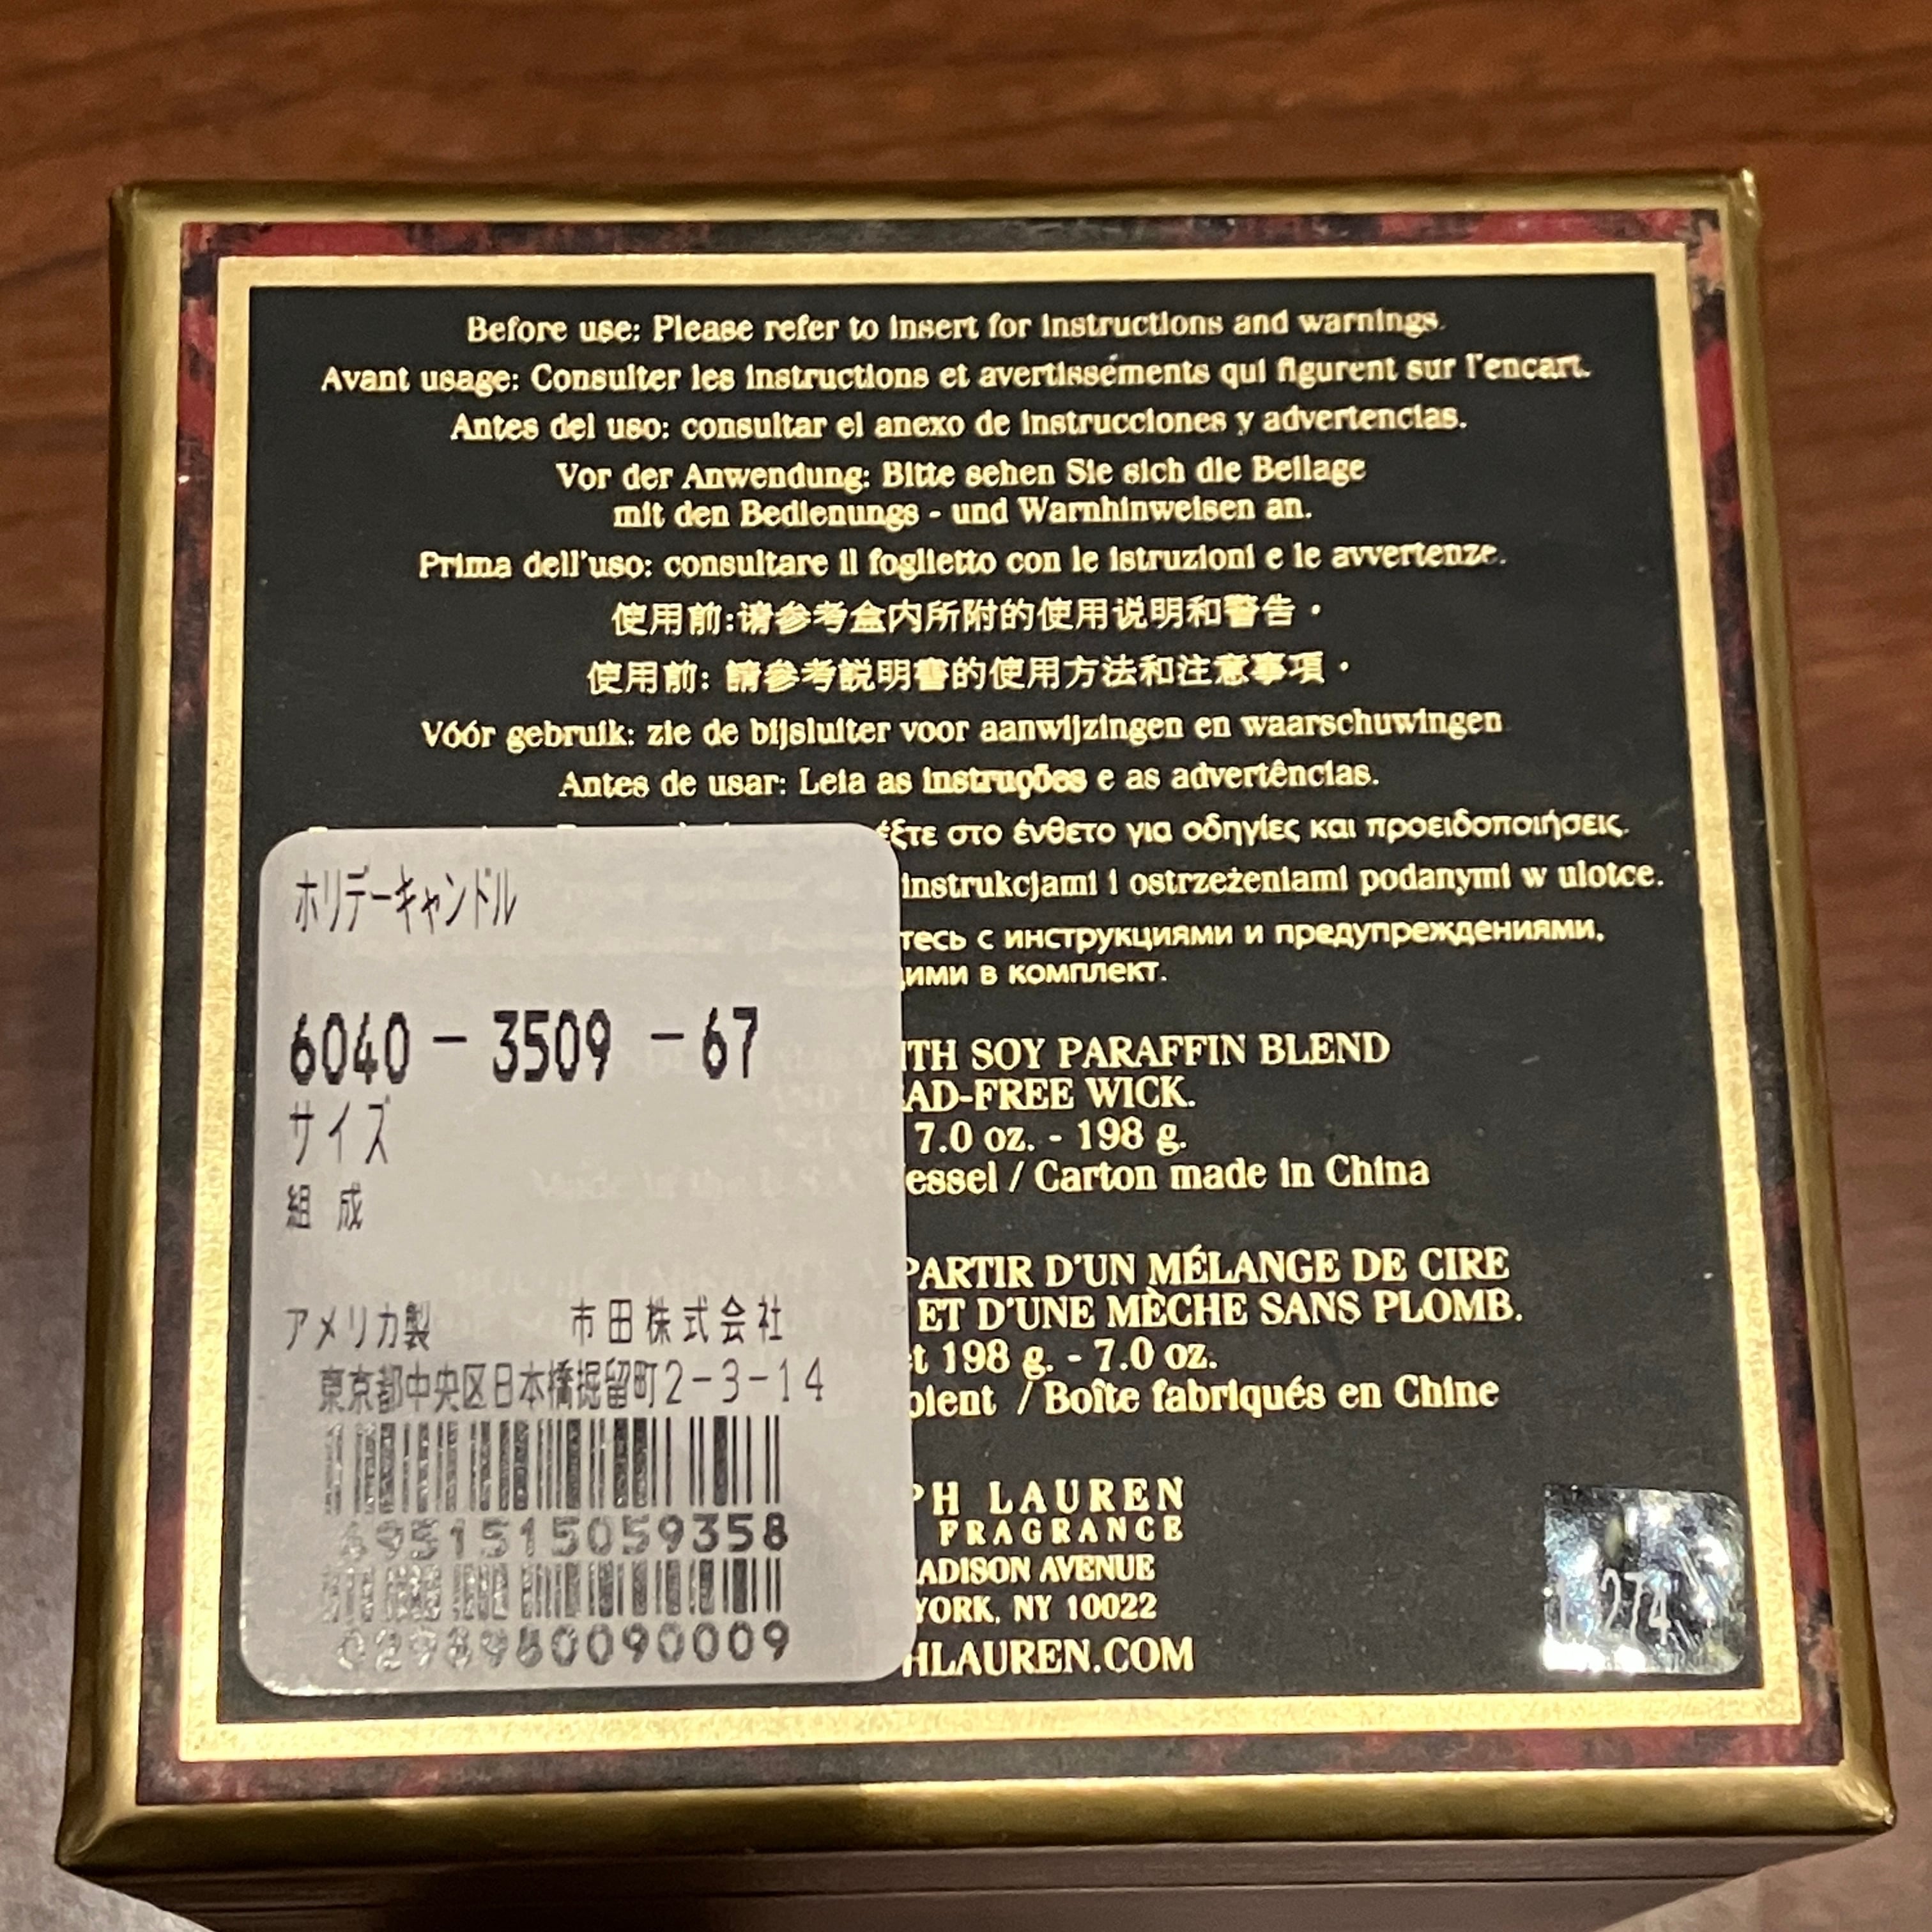 Before use: Please refer to insert for instructions and warnings.
Avant usage: Consulter les instructions et avertissements qui figurent sur l'encart.
Antes del uso: consultar el anexo de instrucciones y advertencias.
Vor der Anwendung: Bitte sehen Sie sich die Beilage
mit den Bedienungs - und Warnhinweisen an.
Prima dell'uso: consultare il foglietto con le istruzioni e le avvertenze.
使用前:请参考盒内所附的使用说明和警告・
使用前: 請參考説明書的使用方法和注意事項・
Vóór gebruik: zie de bijsluiter voor aanwijzingen en waarschuwingen
Antes de usar: Leia as instruções e as advertências.
στο ένθετο για οδηγίες και προειδοποιήσεις.
instrukcjami i ostrzeżeniami podanymi w ulotce.
с инструкциями и предупреждениями,
в комплект.
SOY PARAFFIN BLEND
WICK.
7.0 oz. - 198 g.
/ Carton made in China
PARTIR D'UN MÉLANGE DE CIRE
ET D'UNE MÈCHE SANS PLOMB.
198 g. - 7.0 oz.
/ Boîte fabriqués en Chine
LAUREN
FRAGRANCE
AVENUE
YORK, NY 10022
HLAUREN.COM
ホリデーキャンドル
6040 - 3509 - 67
サイズ
組成
アメリカ製 市田株式会社
東京都中央区日本橋掘留町2-3-14
4951515059358
0298960090009
274